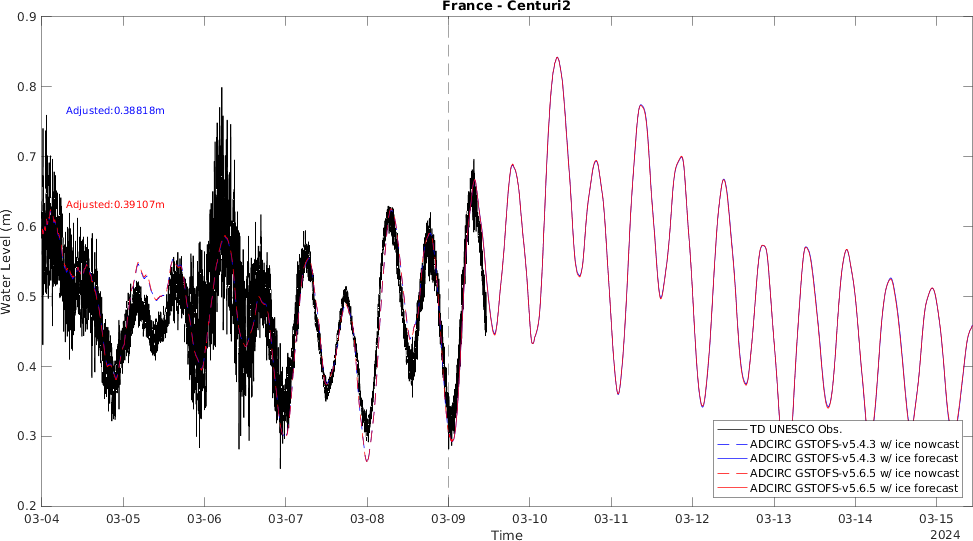 France - Centuri2
0.9
0.8
0.7
0.6
0.5
0.4
0.3
0.2
Water Level (m)
Adjusted:0.38818m
Adjusted:0.39107m
TD UNESCO Obs.
ADCIRC GSTOFS-v5.4.3 w/ ice nowcast
ADCIRC GSTOFS-v5.4.3 w/ ice forecast
ADCIRC GSTOFS-v5.6.5 w/ ice nowcast
ADCIRC GSTOFS-v5.6.5 w/ ice forecast
03-04 03-05 03-06 03-07 03-08 03-09 03-10 03-11 03-12 03-13 03-14 03-15
Time
2024